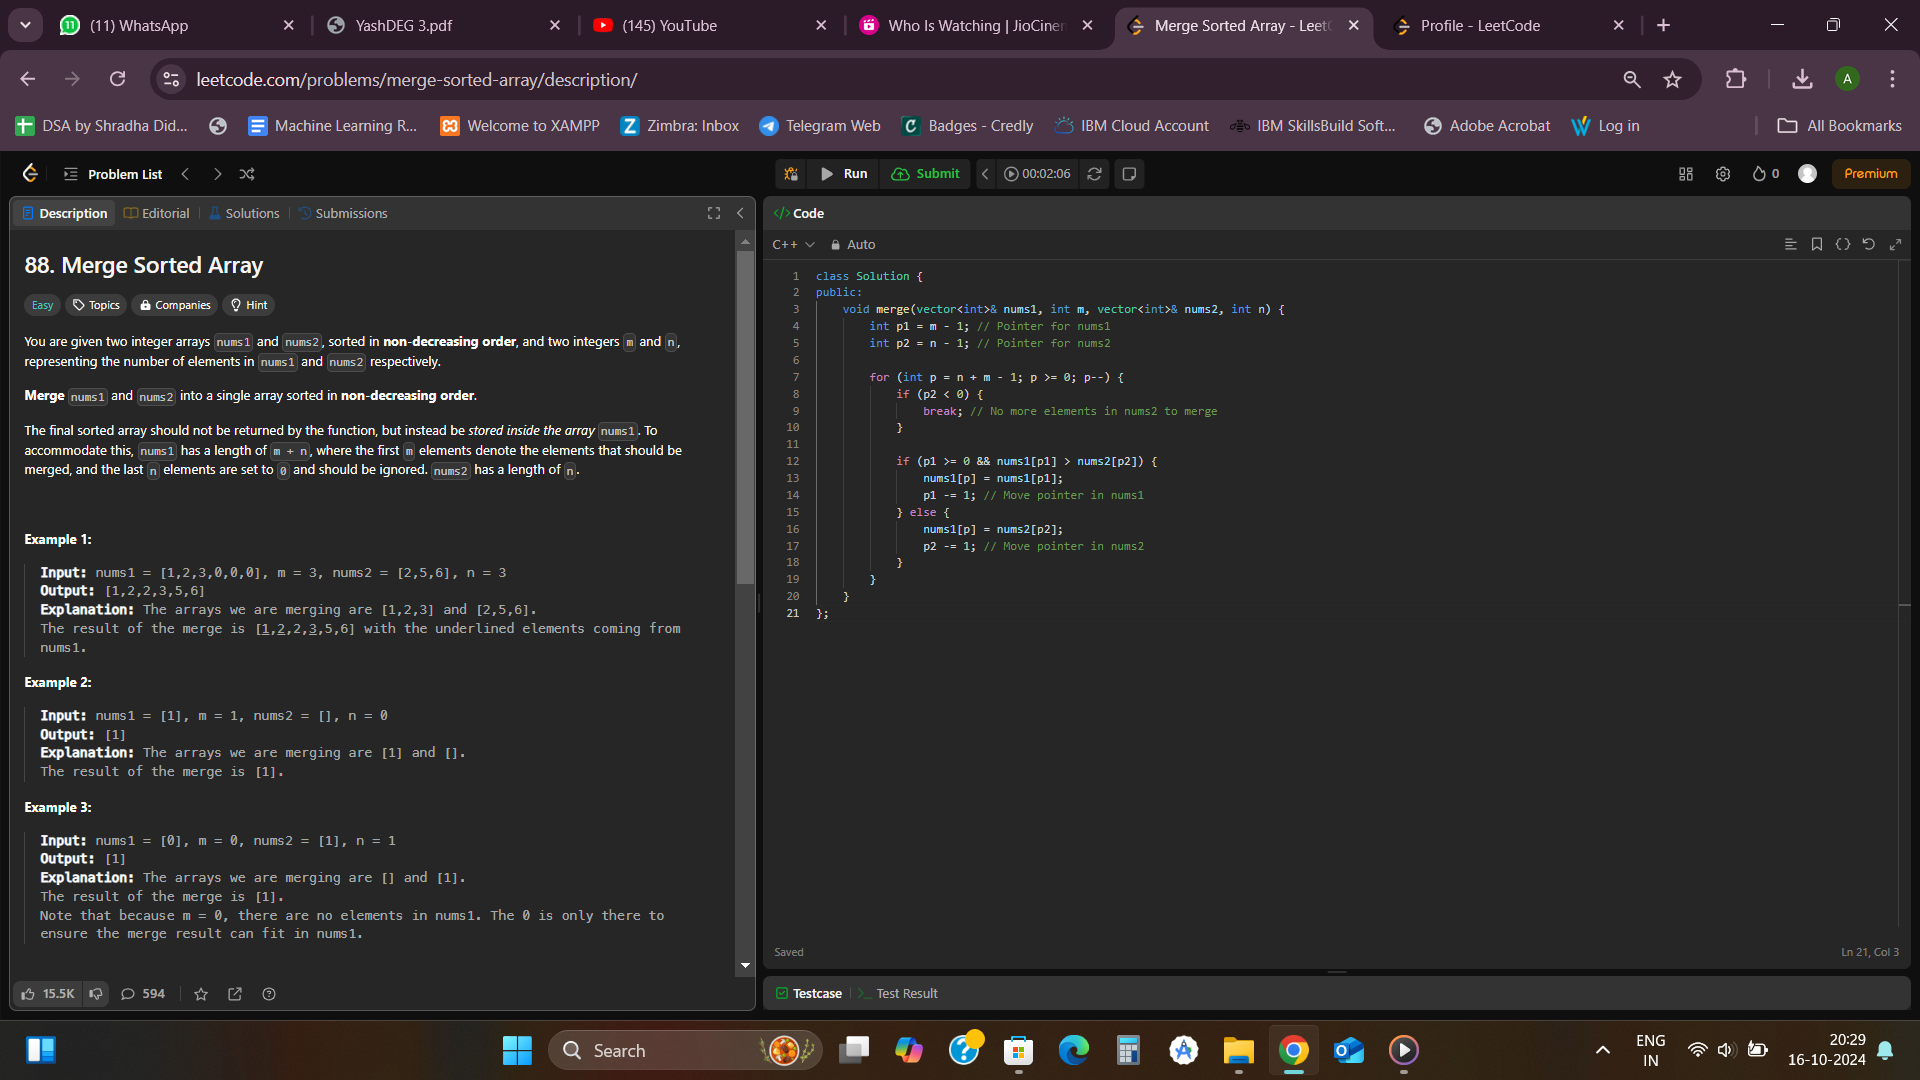 (11) WhatsApp
YashDEG 3.pdf
(145) YouTube
Who Is Watching | JioCinem
Merge Sorted Array - LeetC
Profile - LeetCode
leetcode.com/problems/merge-sorted-array/description/
A
DSA by Shradha Did...
Machine Learning R...
Welcome to XAMPP
Zimbra: Inbox
Telegram Web
Badges - Credly
IBM Cloud Account
IBM SkillsBuild Soft...
Adobe Acrobat
Log in
All Bookmarks
Problem List
Run
Submit
00:02:06
0
Premium
Description
Editorial
Solutions
Submissions
88. Merge Sorted Array
Easy
Topics
Companies
Hint
You are given two integer arrays nums1 and nums2, sorted in non-decreasing order, and two integers m and n,
representing the number of elements in nums1 and nums2 respectively.
Merge nums1 and nums2 into a single array sorted in non-decreasing order.
The final sorted array should not be returned by the function, but instead be stored inside the array nums1. To
accommodate this, nums1 has a length of m + n, where the first m elements denote the elements that should be
merged, and the last n elements are set to 0 and should be ignored. nums2 has a length of n.
Example 1:
Input: nums1 = [1,2,3,0,0,0], m = 3, nums2 = [2,5,6], n = 3
Output: [1,2,2,3,5,6]
Explanation: The arrays we are merging are [1,2,3] and [2,5,6].
The result of the merge is [1,2,2,3,5,6] with the underlined elements coming from
nums1.
Example 2:
Input: nums1 = [1], m = 1, nums2 = [], n = 0
Output: [1]
Explanation: The arrays we are merging are [1] and [].
The result of the merge is [1].
Example 3:
Input: nums1 = [0], m = 0, nums2 = [1], n = 1
Output: [1]
Explanation: The arrays we are merging are [] and [1].
The result of the merge is [1].
Note that because m = 0, there are no elements in nums1. The 0 is only there to
ensure the merge result can fit in nums1.
15.5K
594
Code
C++
Auto
1 class Solution {
2 public:
3 void merge(vector<int>& nums1, int m, vector<int>& nums2, int n) {
4 int p1 = m - 1; // Pointer for nums1
5 int p2 = n - 1; // Pointer for nums2
6
7 for (int p = n + m - 1; p >= 0; p--) {
8 if (p2 < 0) {
9 break; // No more elements in nums2 to merge
10 }
11
12 if (p1 >= 0 && nums1[p1] > nums2[p2]) {
13 nums1[p] = nums1[p1];
14 p1 -= 1; // Move pointer in nums1
15 } else {
16 nums1[p] = nums2[p2];
17 p2 -= 1; // Move pointer in nums2
18 }
19 }
20 }
21 };
Saved
Ln 21, Col 3
Testcase
Test Result
Search
ENG
IN
20:29
16-10-2024